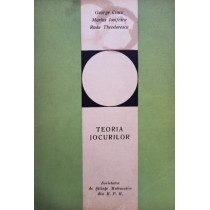 George Ciucu
Marius Iosifescu
Radu Theodorescu
TEORIA
JOCURILOR
Societatea
de Științe Matematice
din R. P. R.